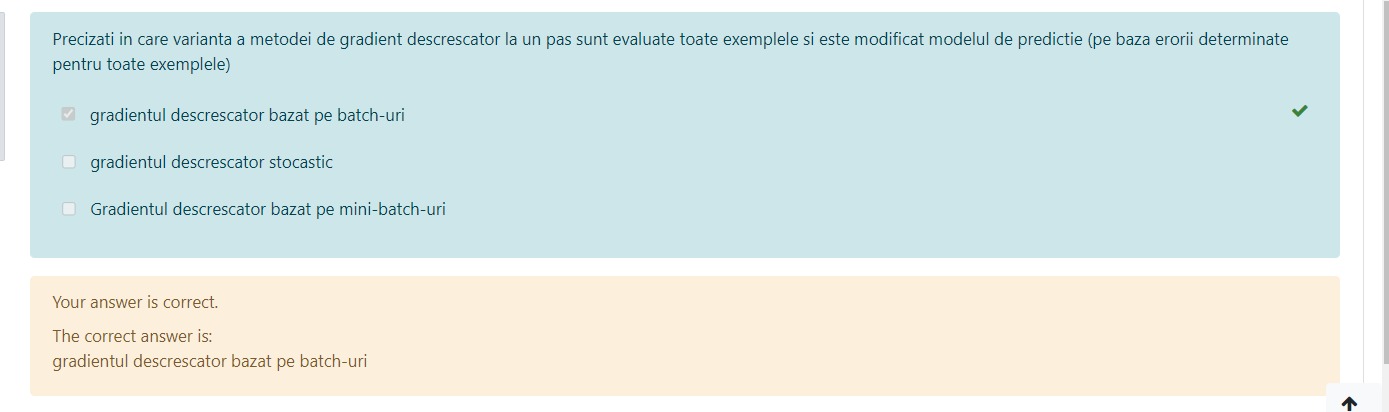 Precizati in care varianta a metodei de gradient descrescator la un pas sunt evaluate toate exemplele si este modificat modelul de predictie (pe baza erorii determinate
pentru toate exemplele)
gradientul descrescator bazat pe batch-uri
gradientul descrescator stocastic
Gradientul descrescator bazat pe mini-batch-uri
Your answer is correct.
The correct answer is:
gradientul descrescator bazat pe batch-uri